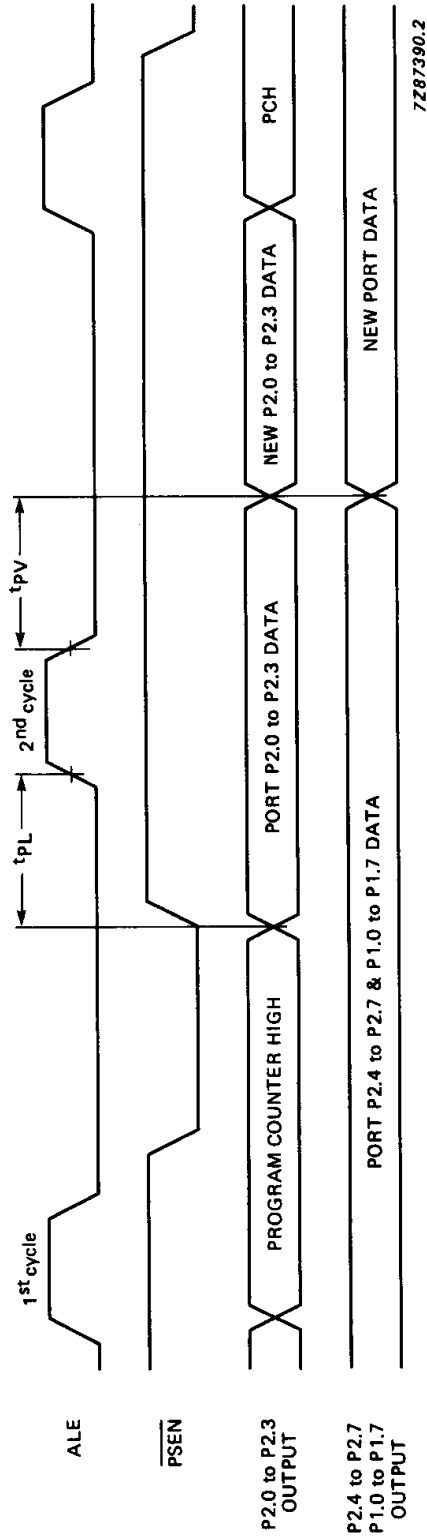 1st cycle
tPL
2nd cycle
tPV
ALE
PSEN
P2.0 to P2.3
OUTPUT
PROGRAM COUNTER HIGH
PORT P2.0 to P2.3 DATA
NEW P2.0 to P2.3 DATA
PCH
P2.4 to P2.7
P1.0 to P1.7
OUTPUT
PORT P2.4 to P2.7 & P1.0 to P1.7 DATA
NEW PORT DATA
7Z87390.2